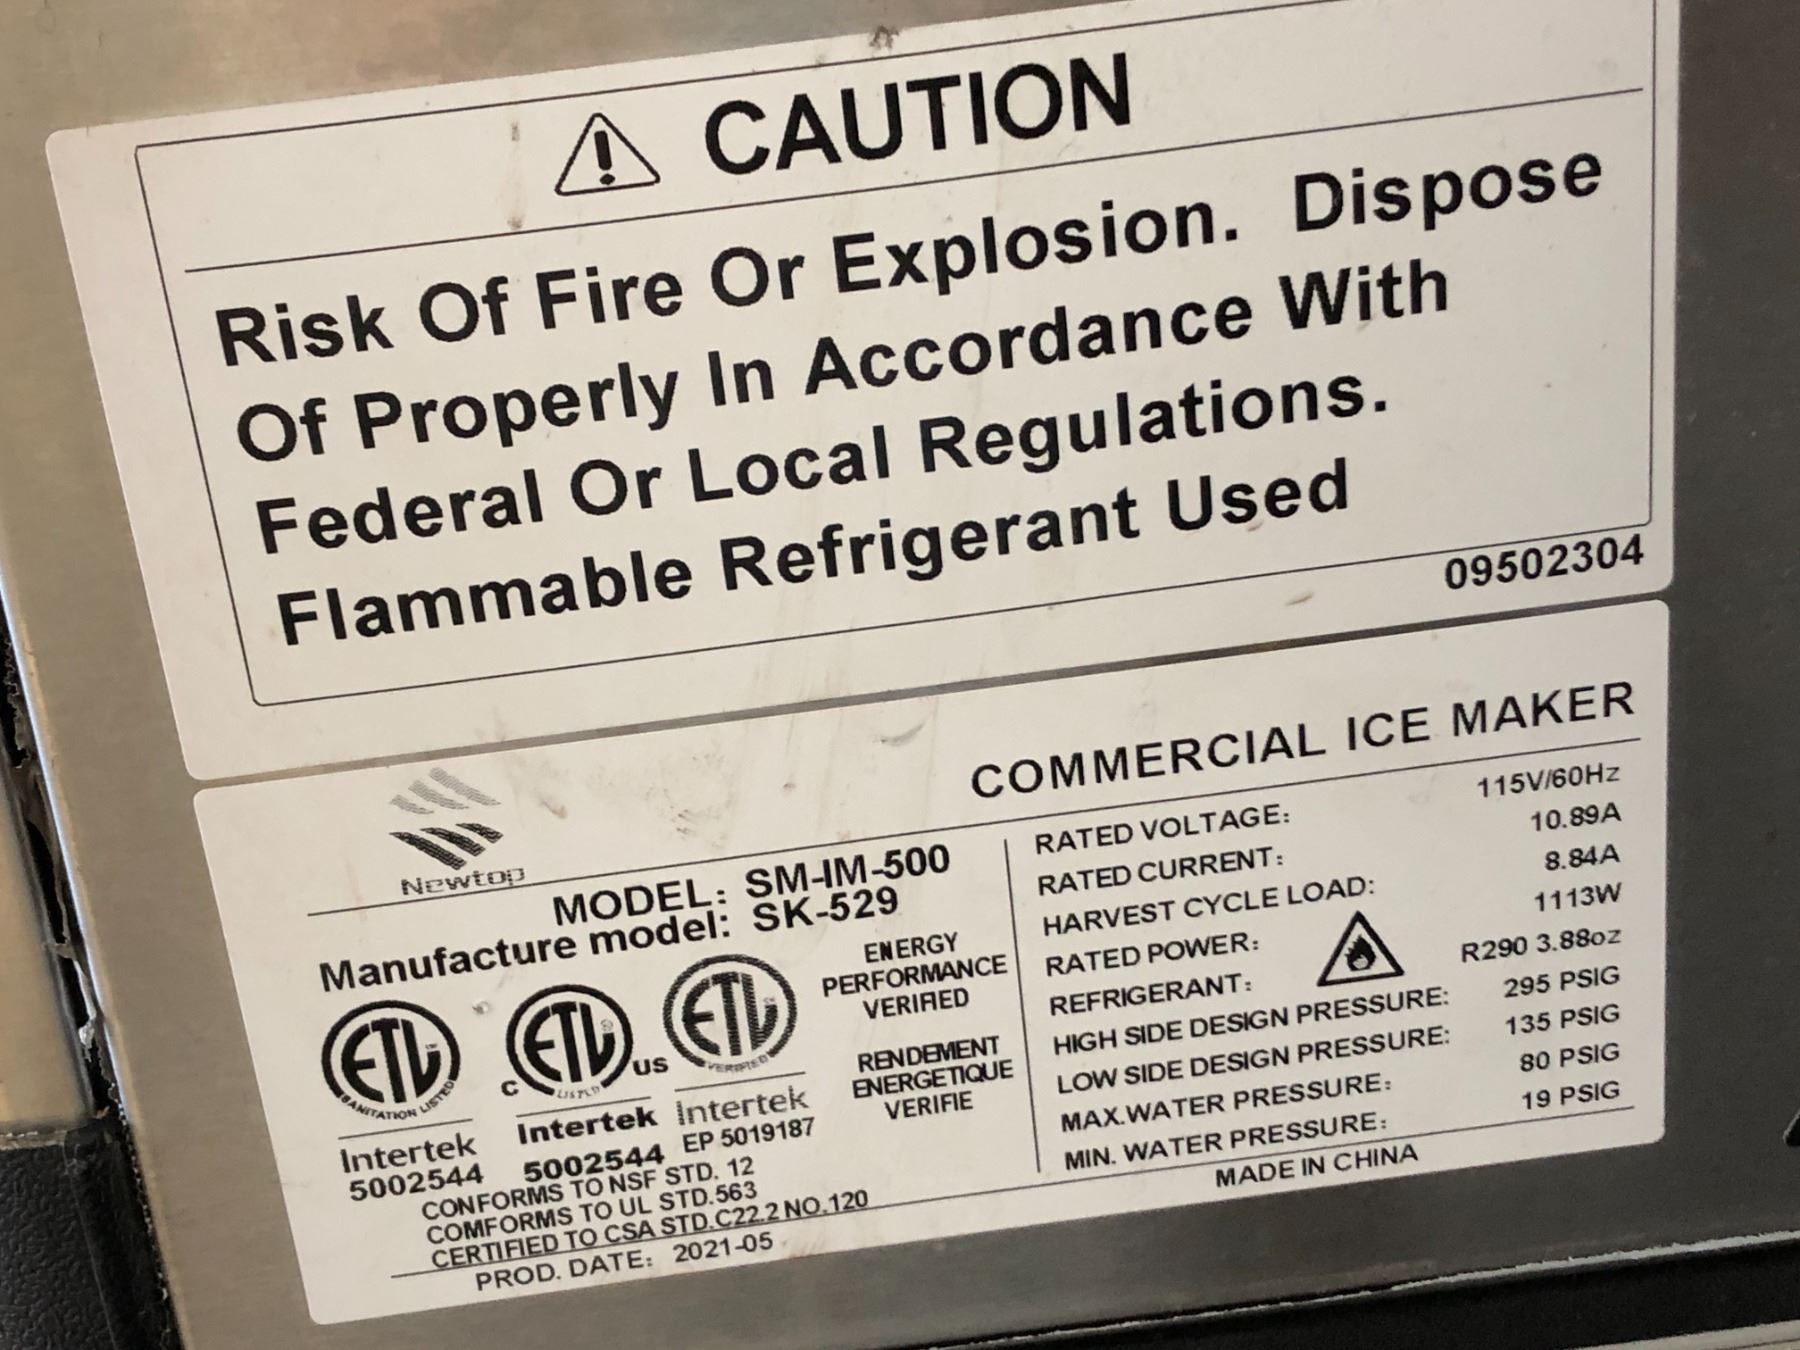 CAUTION
Risk Of Fire Or Explosion. Dispose
Of Properly In Accordance With
Federal Or Local Regulations.
Flammable Refrigerant Used
09502304
Newtop
COMMERCIAL ICE MAKER
MODEL: SM-IM-500
Manufacture model: SK-529
ETL
SANITATION LISTED
Intertek
5002544
C ETL US
LISTED
Intertek
5002544
ETL
VERIFIED
Intertek
EP 5019187
ENERGY
PERFORMANCE
VERIFIED
RENDEMENT
ENERGETIQUE
VERIFIE
CONFORMS TO NSF STD. 12
COMFORMS TO UL STD.563
CERTIFIED TO CSA STD.C22.2 NO.120
PROD. DATE: 2021-05
RATED VOLTAGE: 115V/60Hz
RATED CURRENT: 10.89A
HARVEST CYCLE LOAD: 8.84A
RATED POWER: 1113W
REFRIGERANT: R290 3.88oz
HIGH SIDE DESIGN PRESSURE: 295 PSIG
LOW SIDE DESIGN PRESSURE: 135 PSIG
MAX.WATER PRESSURE: 80 PSIG
MIN. WATER PRESSURE: 19 PSIG
MADE IN CHINA